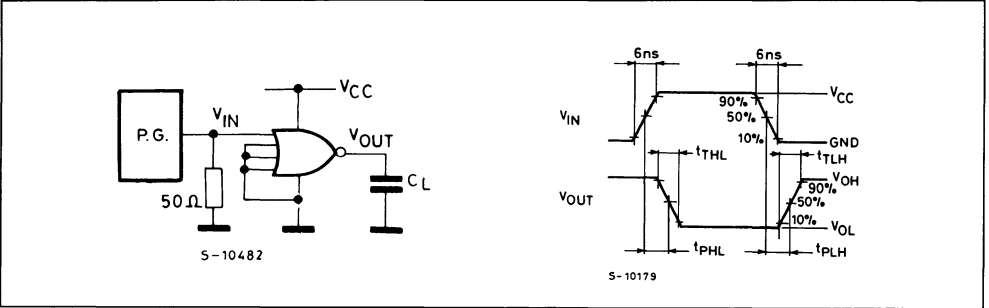 P.G.
V_IN
50Ω
V_CC
V_OUT
C_L
S-10482
6ns
6ns
V_IN
90%
50%
10%
V_CC
GND
t_THL
t_TLH
V_OUT
V_OH
90%
50%
10%
V_OL
t_PHL
t_PLH
S-10179